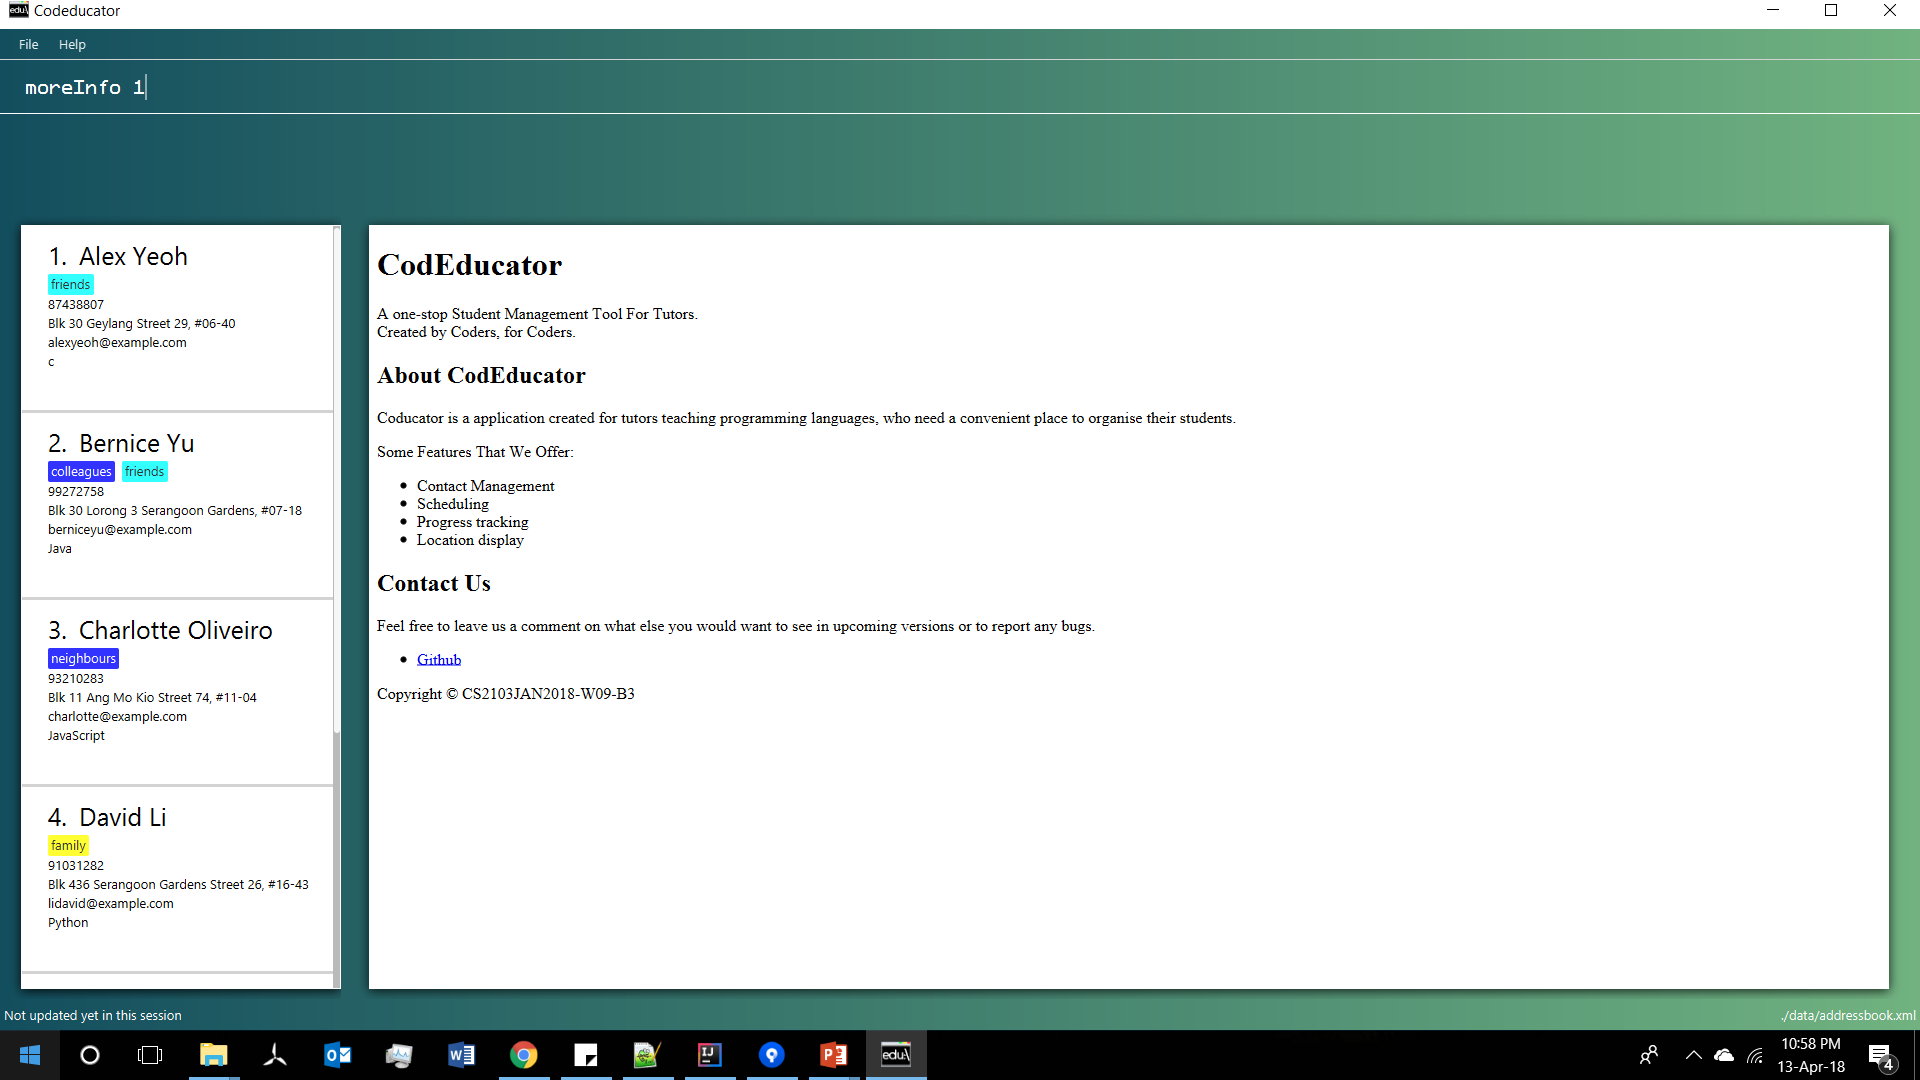 Codeducator
File Help
moreInfo 1
1. Alex Yeoh
friends
87438807
Blk 30 Geylang Street 29, #06-40
alexyeoh@example.com
c
2. Bernice Yu
colleagues friends
99272758
Blk 30 Lorong 3 Serangoon Gardens, #07-18
berniceyu@example.com
Java
3. Charlotte Oliveiro
neighbours
93210283
Blk 11 Ang Mo Kio Street 74, #11-04
charlotte@example.com
JavaScript
4. David Li
family
91031282
Blk 436 Serangoon Gardens Street 26, #16-43
lidavid@example.com
Python
CodEducator
A one-stop Student Management Tool For Tutors.
Created by Coders, for Coders.
About CodEducator
Coducator is a application created for tutors teaching programming languages, who need a convenient place to organise their students.
Some Features That We Offer:
Contact Management
Scheduling
Progress tracking
Location display
Contact Us
Feel free to leave us a comment on what else you would want to see in upcoming versions or to report any bugs.
Github
Copyright © CS2103JAN2018-W09-B3
Not updated yet in this session
./data/addressbook.xml
edu\
10:58 PM
13-Apr-18
4